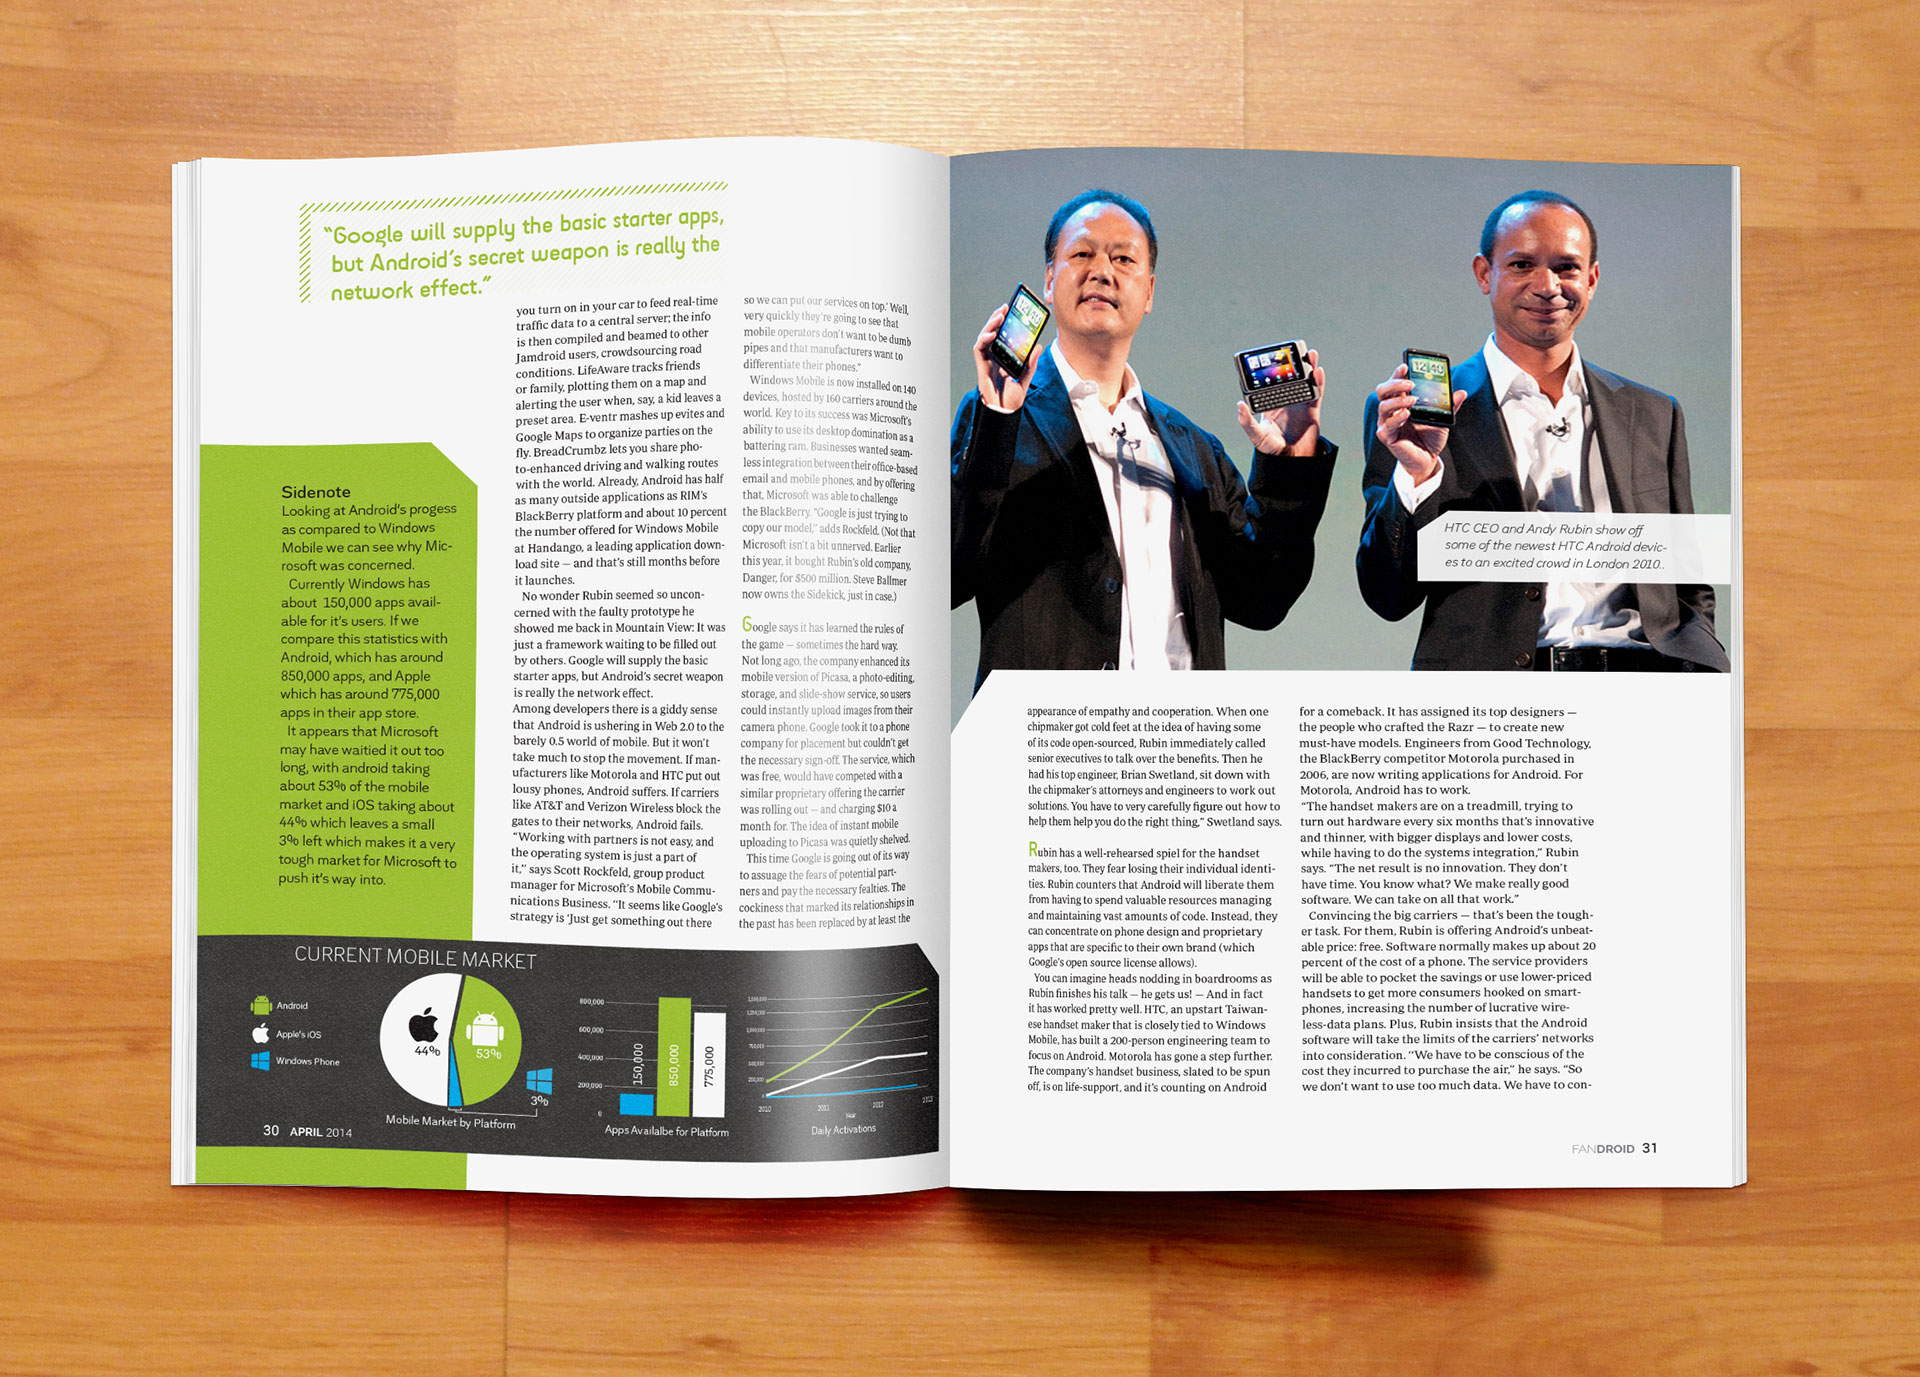 “Google will supply the basic starter apps,
but Android’s secret weapon is really the
network effect.”
you turn on in your car to feed real-time
traffic data to a central server; the info
is then compiled and beamed to other
Jamdroid users, crowdsourcing road
conditions. LifeAware tracks friends
or family, plotting them on a map and
alerting the user when, say, a kid leaves a
preset area. E-ventr mashes up evites and
Google Maps to organize parties on the
fly. BreadCrumbz lets you share pho-
to-enhanced driving and walking routes
with the world. Already, Android has half
as many outside applications as RIM’s
BlackBerry platform and about 10 percent
the number offered for Windows Mobile
at Handango, a leading application down-
load site — and that’s still months before
it launches.
No wonder Rubin seemed so uncon-
cerned with the faulty prototype he
showed me back in Mountain View: It was
just a framework waiting to be filled out
by others. Google will supply the basic
starter apps, but Android’s secret weapon
is really the network effect.
Among developers there is a giddy sense
that Android is ushering in Web 2.0 to the
barely 0.5 world of mobile. But it won’t
take much to stop the movement. If man-
ufacturers like Motorola and HTC put out
lousy phones, Android suffers. If carriers
like AT&T and Verizon Wireless block the
gates to their networks, Android fails.
“Working with partners is not easy, and
the operating system is just a part of
it,” says Scott Rockfeld, group product
manager for Microsoft’s Mobile Commu-
nications Business. “It seems like Google’s
strategy is ‘Just get something out there
so we can put our services on top.’ Well,
very quickly they’re going to see that
mobile operators don’t want to be dumb
pipes and that manufacturers want to
differentiate their phones.”
Windows Mobile is now installed on 140
devices, hosted by 160 carriers around the
world. Key to its success was Microsoft’s
ability to use its desktop domination as a
battering ram. Businesses wanted seam-
less integration between their office-based
email and mobile phones, and by offering
that, Microsoft was able to challenge
the BlackBerry. “Google is just trying to
copy our model,” adds Rockfeld. (Not that
Microsoft isn’t a bit unnerved. Earlier
this year, it bought Rubin’s old company,
Danger, for $500 million. Steve Ballmer
now owns the Sidekick, just in case.)
Google says it has learned the rules of
the game — sometimes the hard way.
Not long ago, the company enhanced its
mobile version of Picasa, a photo-editing,
storage, and slide-show service, so users
could instantly upload images from their
camera phone. Google took it to a phone
company for placement but couldn’t get
the necessary sign-off. The service, which
was free, would have competed with a
similar proprietary offering the carrier
was rolling out — and charging $10 a
month for. The idea of instant mobile
uploading to Picasa was quietly shelved.
This time Google is going out of its way
to assuage the fears of potential part-
ners and pay the necessary fealties. The
cockiness that marked its relationships in
the past has been replaced by at least the
Sidenote
Looking at Android’s progess
as compared to Windows
Mobile we can see why Mic-
rosoft was concerned.
Currently Windows has
about 150,000 apps avail-
able for it’s users. If we
compare this statistics with
Android, which has around
850,000 apps, and Apple
which has around 775,000
apps in their app store.
It appears that Microsoft
may have waitied it out too
long, with android taking
about 53% of the mobile
market and iOS taking about
44% which leaves a small
3% left which makes it a very
tough market for Microsoft to
push it’s way into.
CURRENT MOBILE MARKET
Android
Apple’s iOS
Windows Phone
44%
53%
3%
Mobile Market by Platform
800,000
600,000
400,000
200,000
0
150,000
850,000
775,000
Apps Availalbe for Platform
1,500,000
1,250,000
1,000,000
750,000
500,000
250,000
0
2010
2011
2012
2013
Year
Daily Activations
30 APRIL 2014
HTC CEO and Andy Rubin show off
some of the newest HTC Android devic-
es to an excited crowd in London 2010..
12:40
appearance of empathy and cooperation. When one
chipmaker got cold feet at the idea of having some
of its code open-sourced, Rubin immediately called
senior executives to talk over the benefits. Then he
had his top engineer, Brian Swetland, sit down with
the chipmaker’s attorneys and engineers to work out
solutions. You have to very carefully figure out how to
help them help you do the right thing,” Swetland says.
Rubin has a well-rehearsed spiel for the handset
makers, too. They fear losing their individual identi-
ties. Rubin counters that Android will liberate them
from having to spend valuable resources managing
and maintaining vast amounts of code. Instead, they
can concentrate on phone design and proprietary
apps that are specific to their own brand (which
Google’s open source license allows).
You can imagine heads nodding in boardrooms as
Rubin finishes his talk — he gets us! — And in fact
it has worked pretty well. HTC, an upstart Taiwan-
ese handset maker that is closely tied to Windows
Mobile, has built a 200-person engineering team to
focus on Android. Motorola has gone a step further.
The company’s handset business, slated to be spun
off, is on life-support, and it’s counting on Android
for a comeback. It has assigned its top designers —
the people who crafted the Razr — to create new
must-have models. Engineers from Good Technology,
the BlackBerry competitor Motorola purchased in
2006, are now writing applications for Android. For
Motorola, Android has to work.
“The handset makers are on a treadmill, trying to
turn out hardware every six months that’s innovative
and thinner, with bigger displays and lower costs,
while having to do the systems integration,” Rubin
says. “The net result is no innovation. They don’t
have time. You know what? We make really good
software. We can take on all that work.”
Convincing the big carriers — that’s been the tough-
er task. For them, Rubin is offering Android’s unbeat-
able price: free. Software normally makes up about 20
percent of the cost of a phone. The service providers
will be able to pocket the savings or use lower-priced
handsets to get more consumers hooked on smart-
phones, increasing the number of lucrative wire-
less-data plans. Plus, Rubin insists that the Android
software will take the limits of the carriers’ networks
into consideration. “We have to be conscious of the
cost they incurred to purchase the air,” he says. “So
we don’t want to use too much data. We have to con-
FANDROID 31